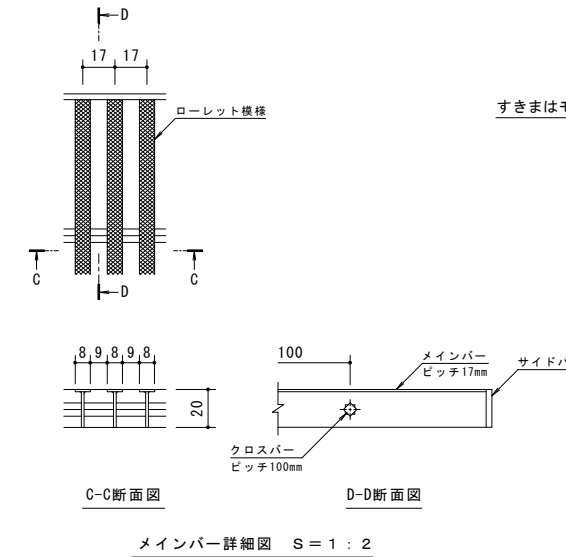 D
17 17
ローレット模様
すきまはモ
C C
D
8 9 8 9 8
20
100
メインバー
ピッチ17mm
サイドバ
クロスバー
ピッチ100mm
C-C断面図
D-D断面図
メインバー詳細図 S＝1：2